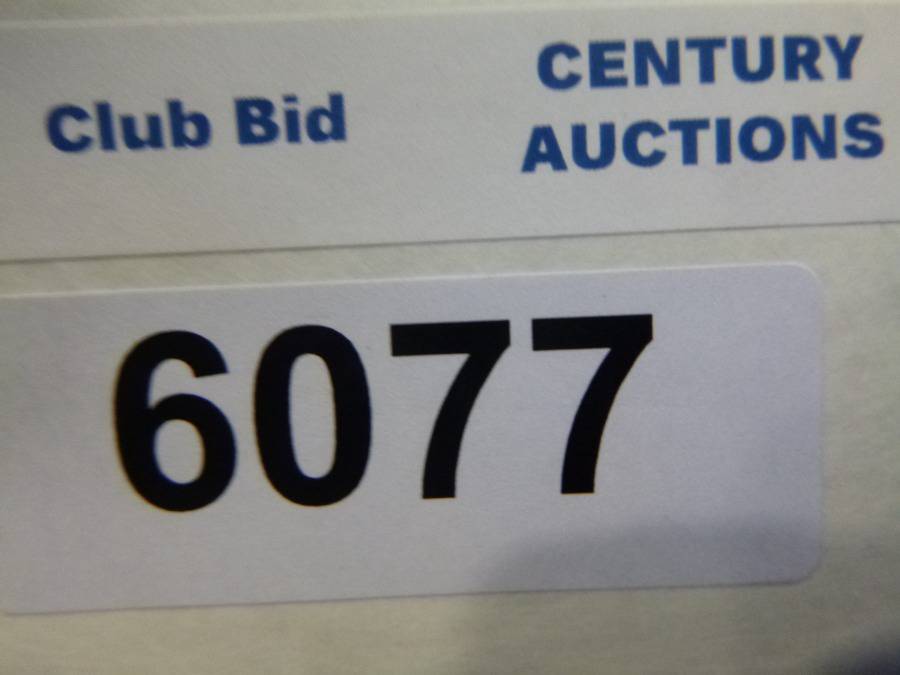 Club Bid
CENTURY
AUCTIONS
6077